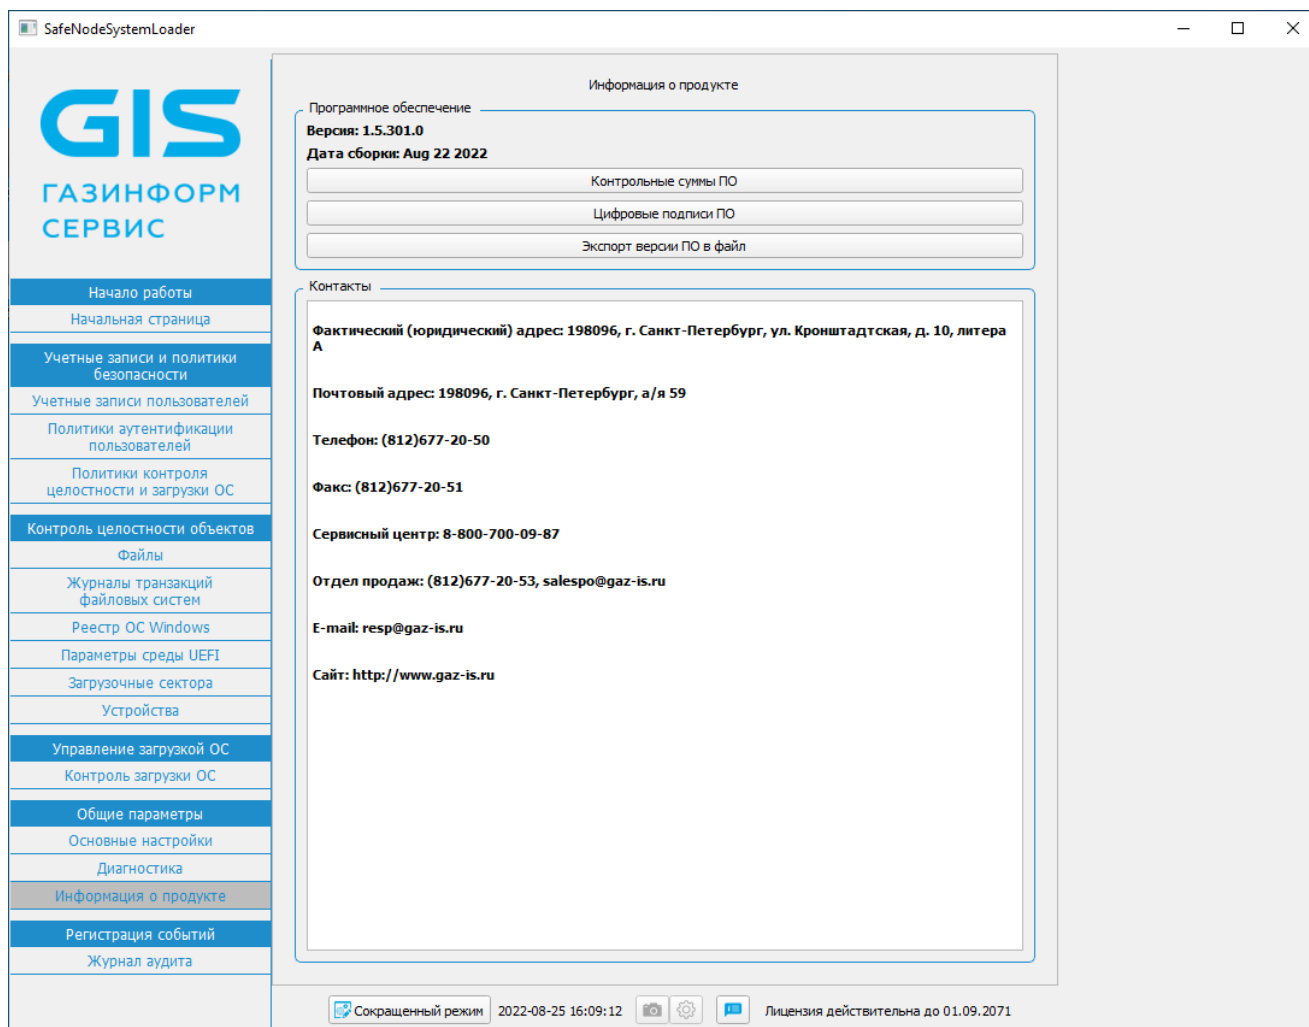 SafeNodeSystemLoader
GIS
ГАЗИНФОРМ
СЕРВИС
Начало работы
Начальная страница
Учетные записи и политики
безопасности
Учетные записи пользователей
Политики аутентификации
пользователей
Политики контроля
целостности и загрузки ОС
Контроль целостности объектов
Файлы
Журналы транзакций
файловых систем
Реестр ОС Windows
Параметры среды UEFI
Загрузочные сектора
Устройства
Управление загрузкой ОС
Контроль загрузки ОС
Общие параметры
Основные настройки
Диагностика
Информация о продукте
Регистрация событий
Журнал аудита
Информация о продукте
Программное обеспечение
Версия: 1.5.301.0
Дата сборки: Aug 22 2022
Контрольные суммы ПО
Цифровые подписи ПО
Экспорт версии ПО в файл
Контакты
Фактический (юридический) адрес: 198096, г. Санкт-Петербург, ул. Кронштадтская, д. 10, литера
А
Почтовый адрес: 198096, г. Санкт-Петербург, а/я 59
Телефон: (812)677-20-50
Факс: (812)677-20-51
Сервисный центр: 8-800-700-09-87
Отдел продаж: (812)677-20-53, salespo@gaz-is.ru
E-mail: resp@gaz-is.ru
Сайт: http://www.gaz-is.ru
Сокращенный режим 2022-08-25 16:09:12 Лицензия действительна до 01.09.2071